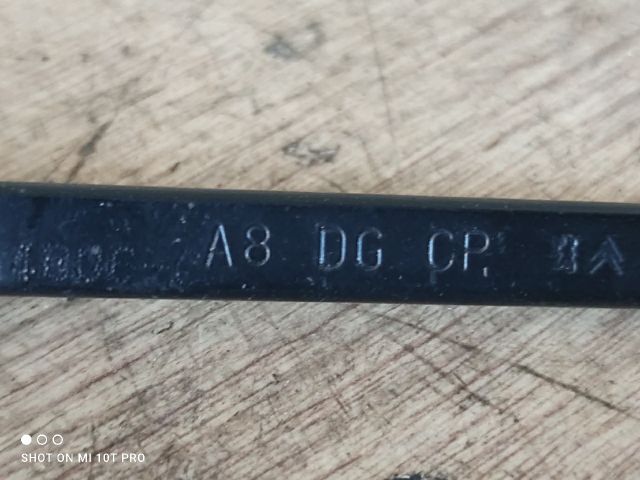 A8 DG CP
SHOT ON MI 10T PRO